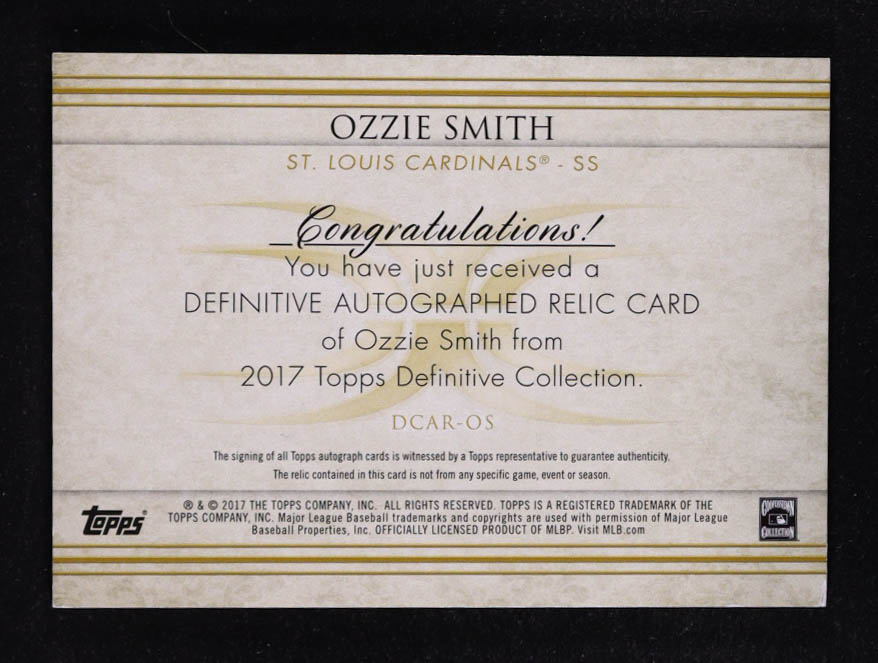 OZZIE SMITH
ST. LOUIS CARDINALS® - SS
Congratulations!
You have just received a
DEFINITIVE AUTOGRAPHED RELIC CARD
of Ozzie Smith from
2017 Topps Definitive Collection.
DCAR-OS
The signing of all Topps autograph cards is witnessed by a Topps representative to guarantee authenticity.
The relic contained in this card is not from any specific game, event or season.
Topps®
® & © 2017 THE TOPPS COMPANY, INC. ALL RIGHTS RESERVED. TOPPS IS A REGISTERED TRADEMARK OF THE
TOPPS COMPANY, INC. Major League Baseball trademarks and copyrights are used with permission of Major League
Baseball Properties, Inc. OFFICIALLY LICENSED PRODUCT OF MLBP. Visit MLB.com
COOPERSTOWN
COLLECTION